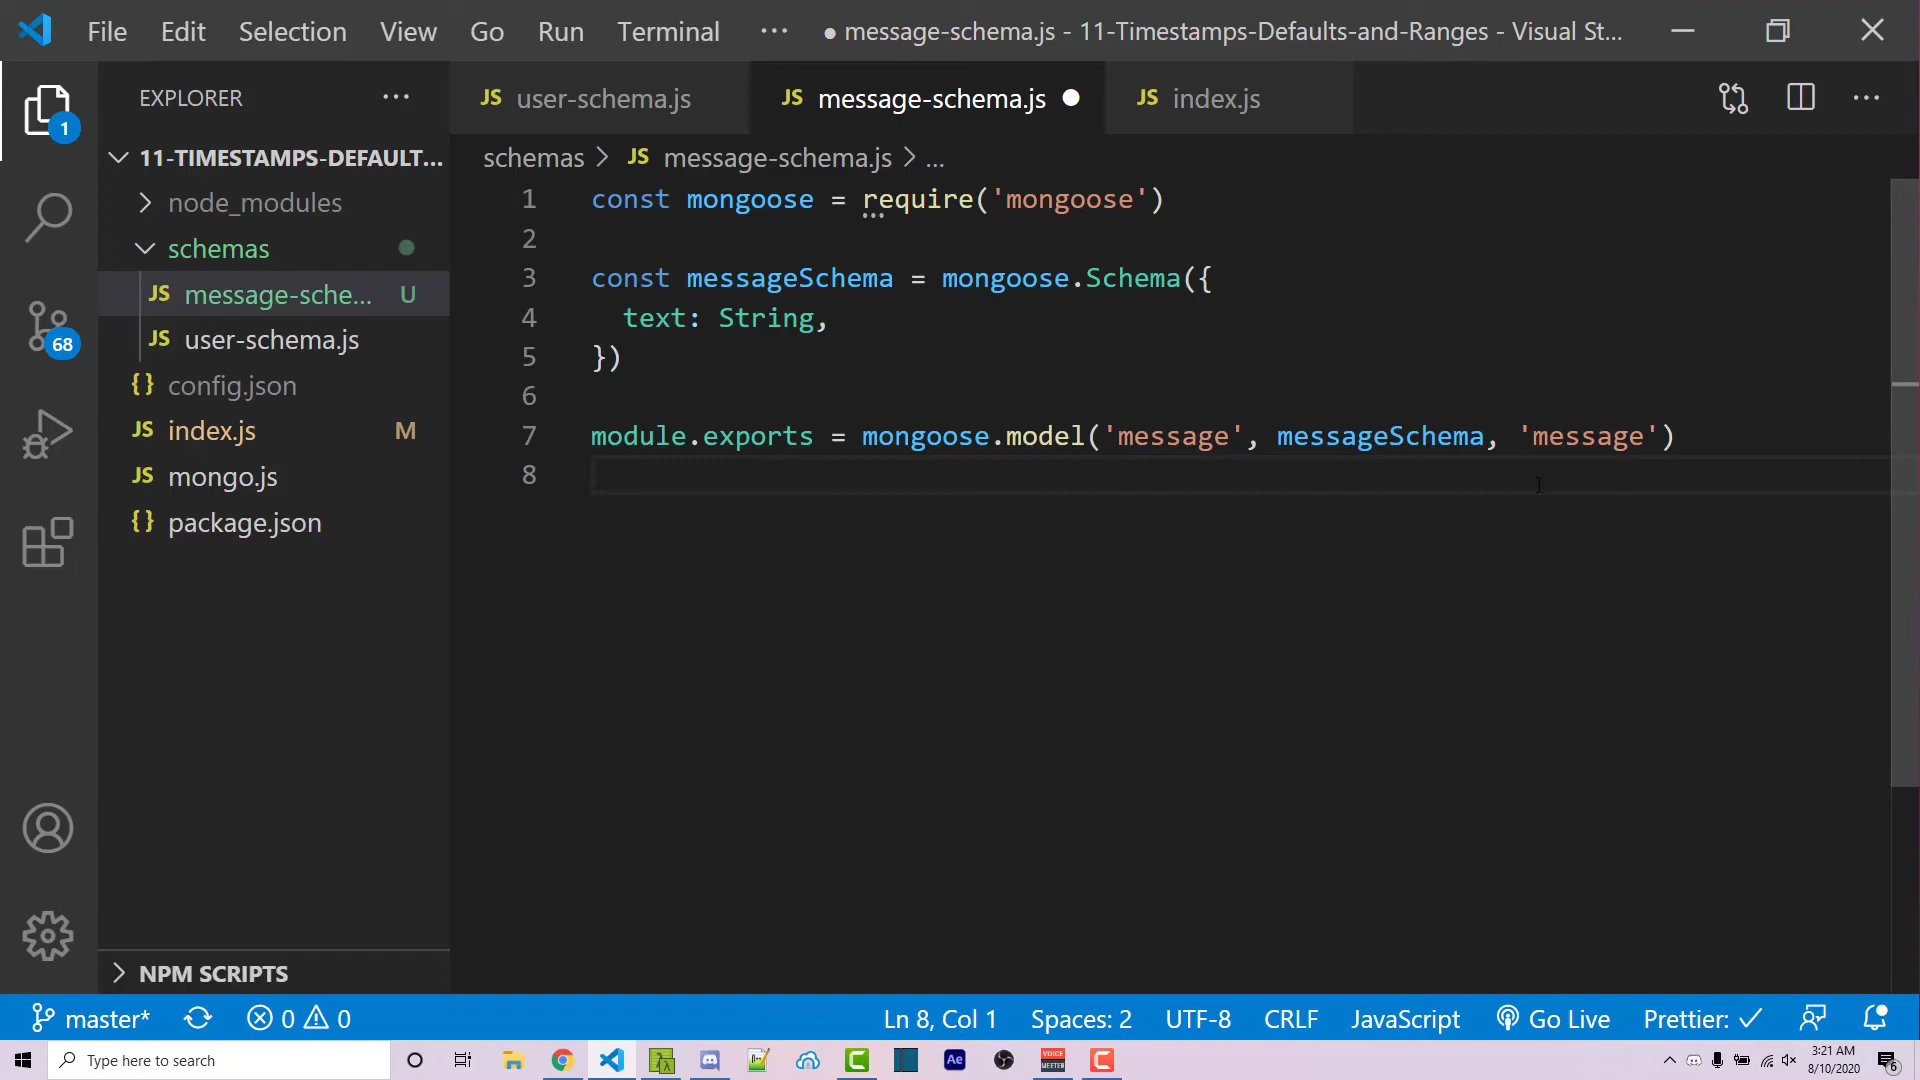 File Edit Selection View Go Run Terminal ··· ● message-schema.js - 11-Timestamps-Defaults-and-Ranges - Visual St...
EXPLORER ···
1
JS user-schema.js JS message-schema.js JS index.js
11-TIMESTAMPS-DEFAULT...
node_modules
schemas
JS message-sche... U
JS user-schema.js
{} config.json
JS index.js M
JS mongo.js
{} package.json
NPM SCRIPTS
68
schemas > JS message-schema.js > ...
1 const mongoose = require('mongoose')
2
3 const messageSchema = mongoose.Schema({
4 text: String,
5 })
6
7 module.exports = mongoose.model('message', messageSchema, 'message')
8
master* 0 0 Ln 8, Col 1 Spaces: 2 UTF-8 CRLF JavaScript Go Live Prettier: ✓
Type here to search
Ae
VOICE
MEETER
3:21 AM
8/10/2020
6